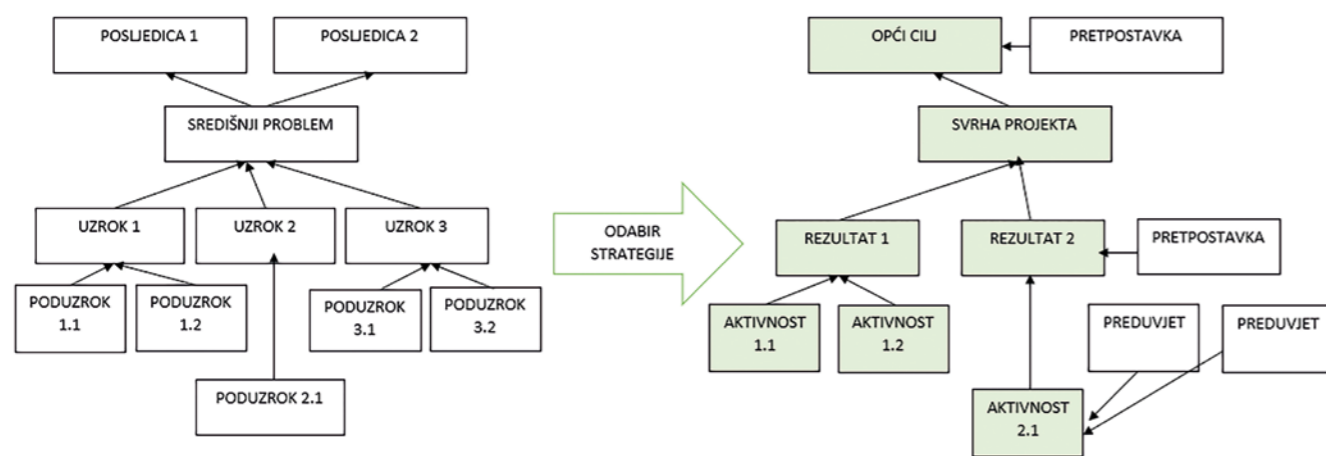 POSLJEDICA 1
POSLJEDICA 2
SREDIŠNJI PROBLEM
UZROK 1
UZROK 2
UZROK 3
PODUZROK
1.1
PODUZROK
1.2
PODUZROK
3.1
PODUZROK
3.2
PODUZROK 2.1
ODABIR
STRATEGIJE
OPĆI CILJ
PRETPOSTAVKA
SVRHA PROJEKTA
REZULTAT 1
REZULTAT 2
PRETPOSTAVKA
AKTIVNOST
1.1
AKTIVNOST
1.2
PREDUVJET
PREDUVJET
AKTIVNOST
2.1